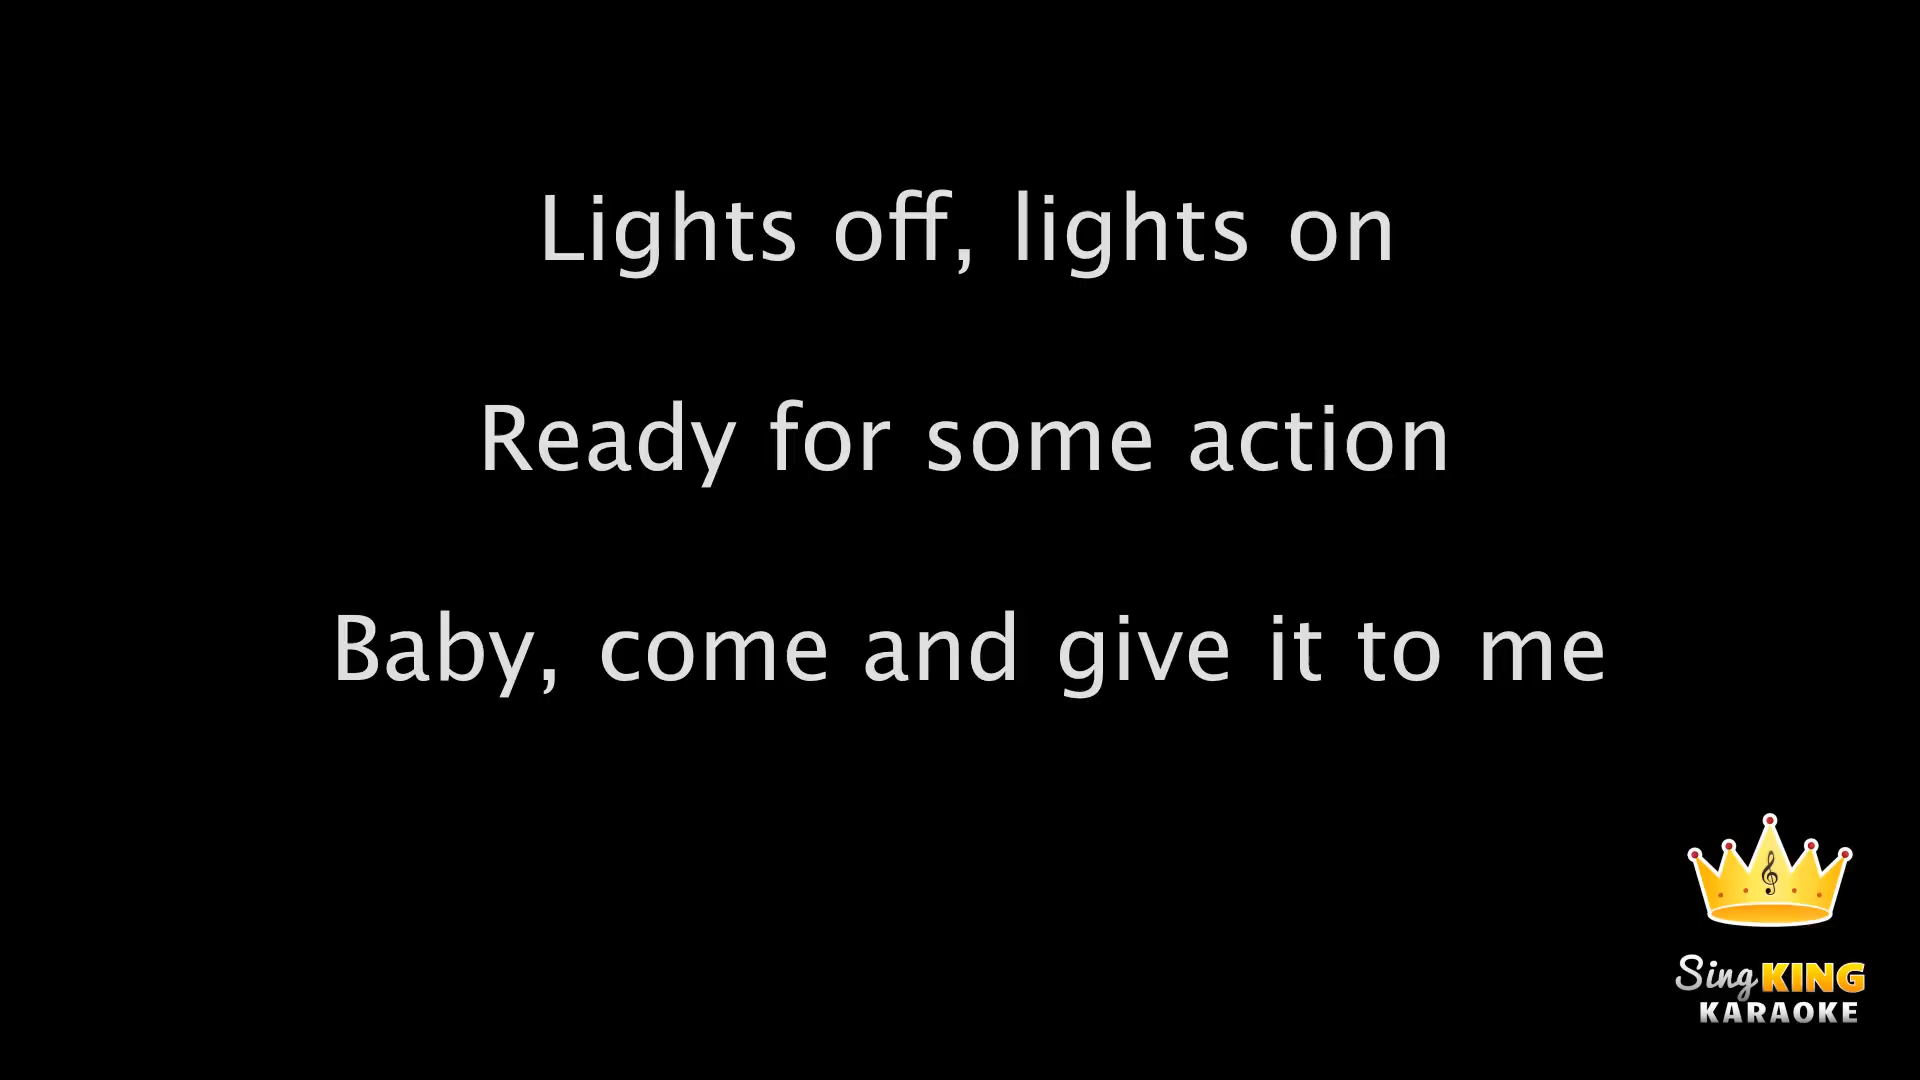 Lights off, lights on
Ready for some action
Baby, come and give it to me
Sing KING
KARAOKE